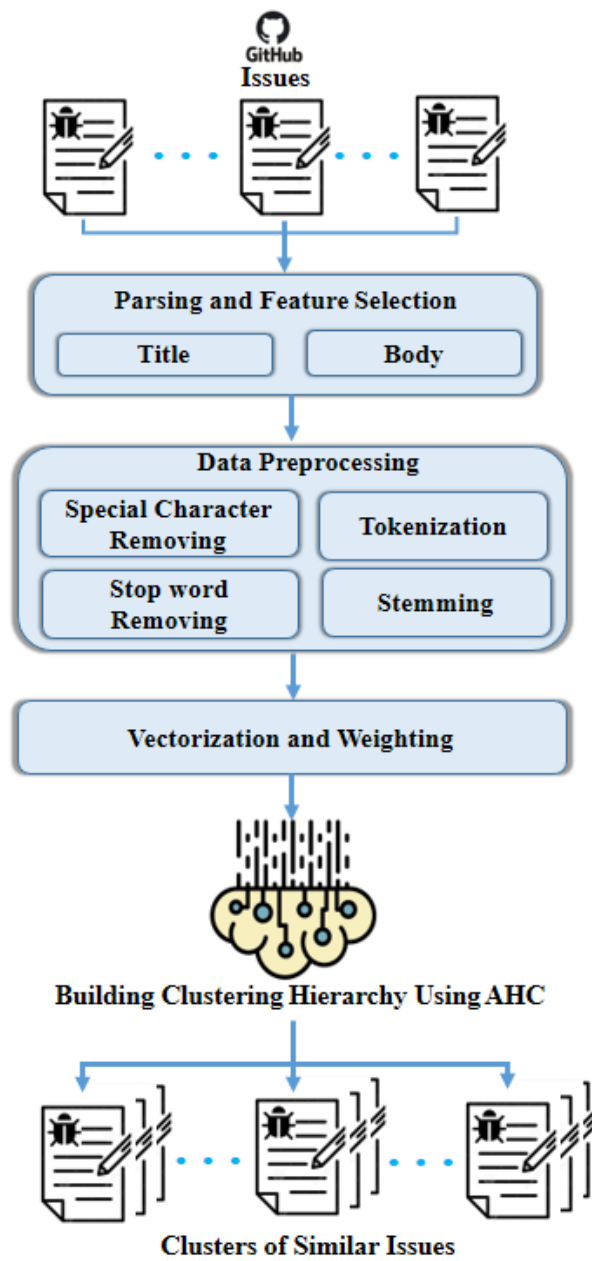 GitHub
Issues
Parsing and Feature Selection
Title
Body
Data Preprocessing
Special Character
Removing
Tokenization
Stop word
Removing
Stemming
Vectorization and Weighting
Building Clustering Hierarchy Using AHC
Clusters of Similar Issues